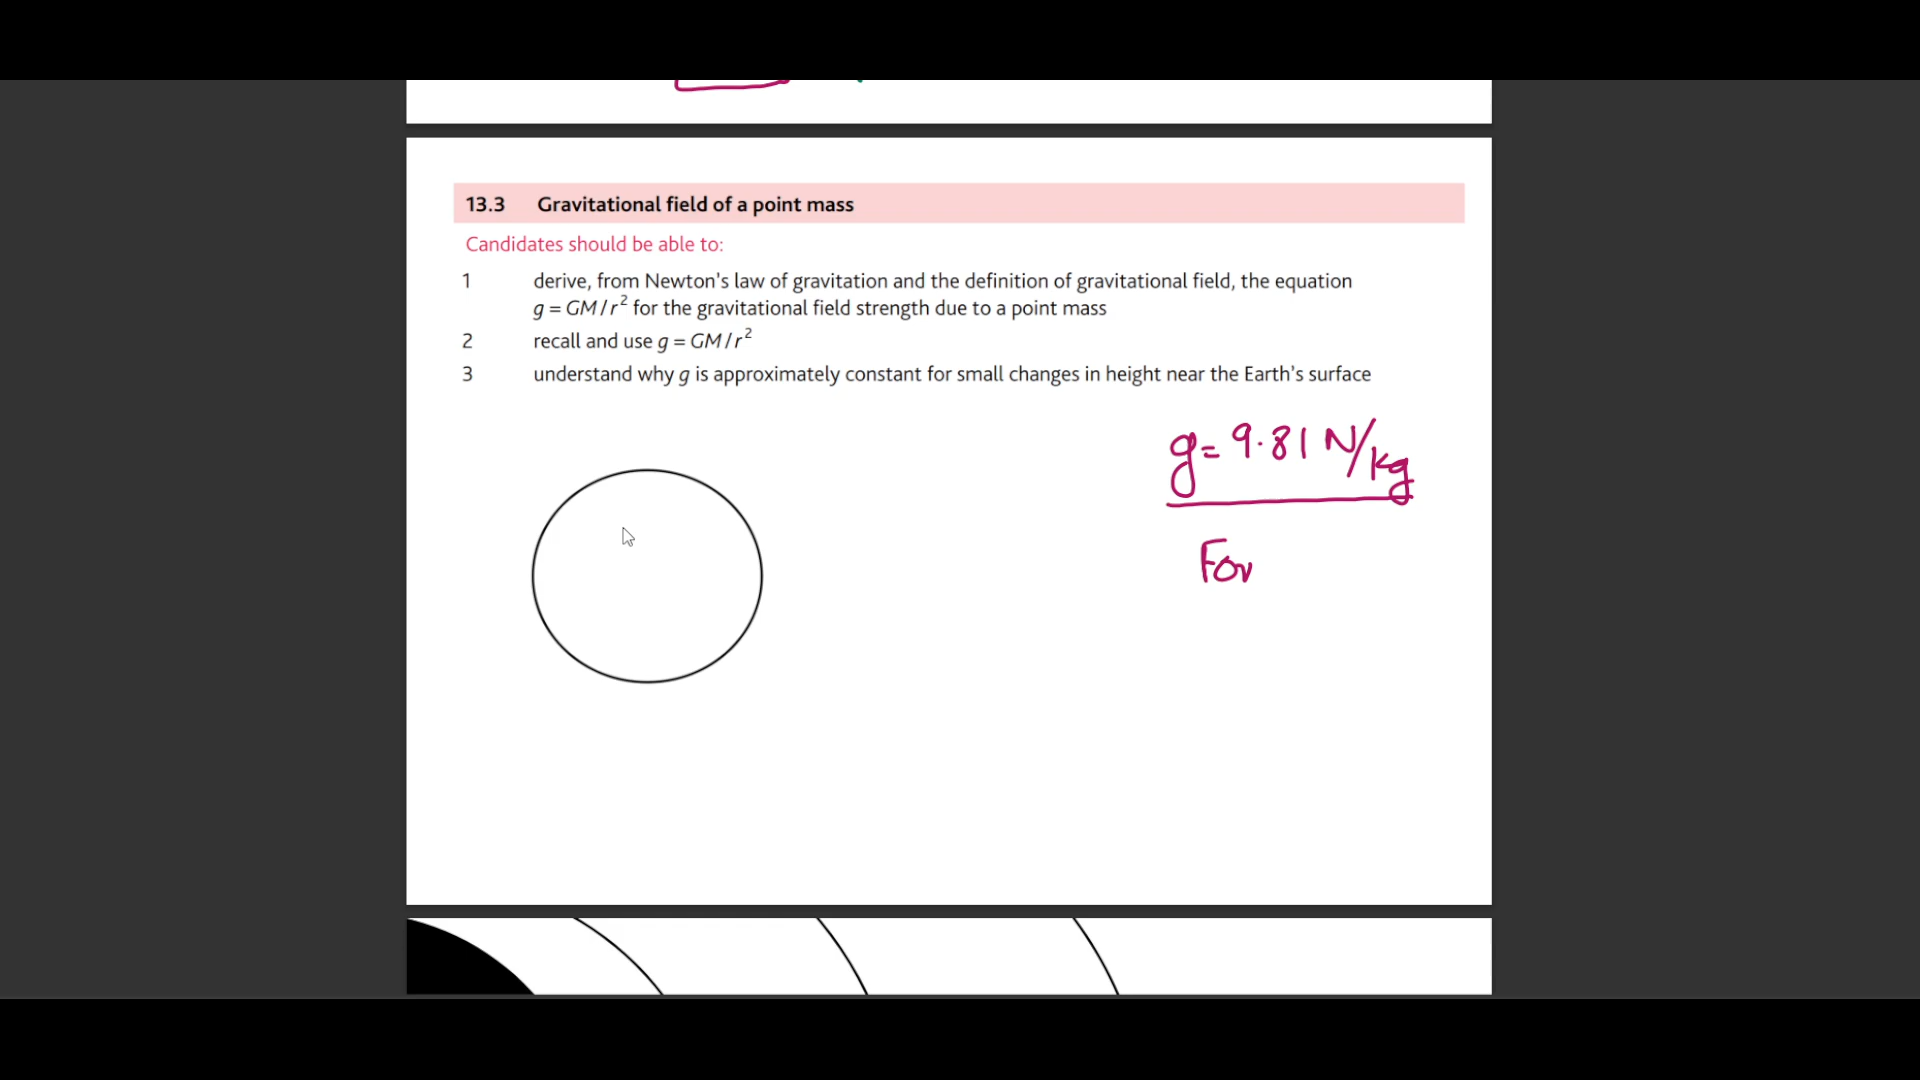 13.3 Gravitational field of a point mass
Candidates should be able to:
1 derive, from Newton's law of gravitation and the definition of gravitational field, the equation
g = GM/r² for the gravitational field strength due to a point mass
2 recall and use g = GM/r²
3 understand why g is approximately constant for small changes in height near the Earth's surface
g = 9.81 N/kg
For